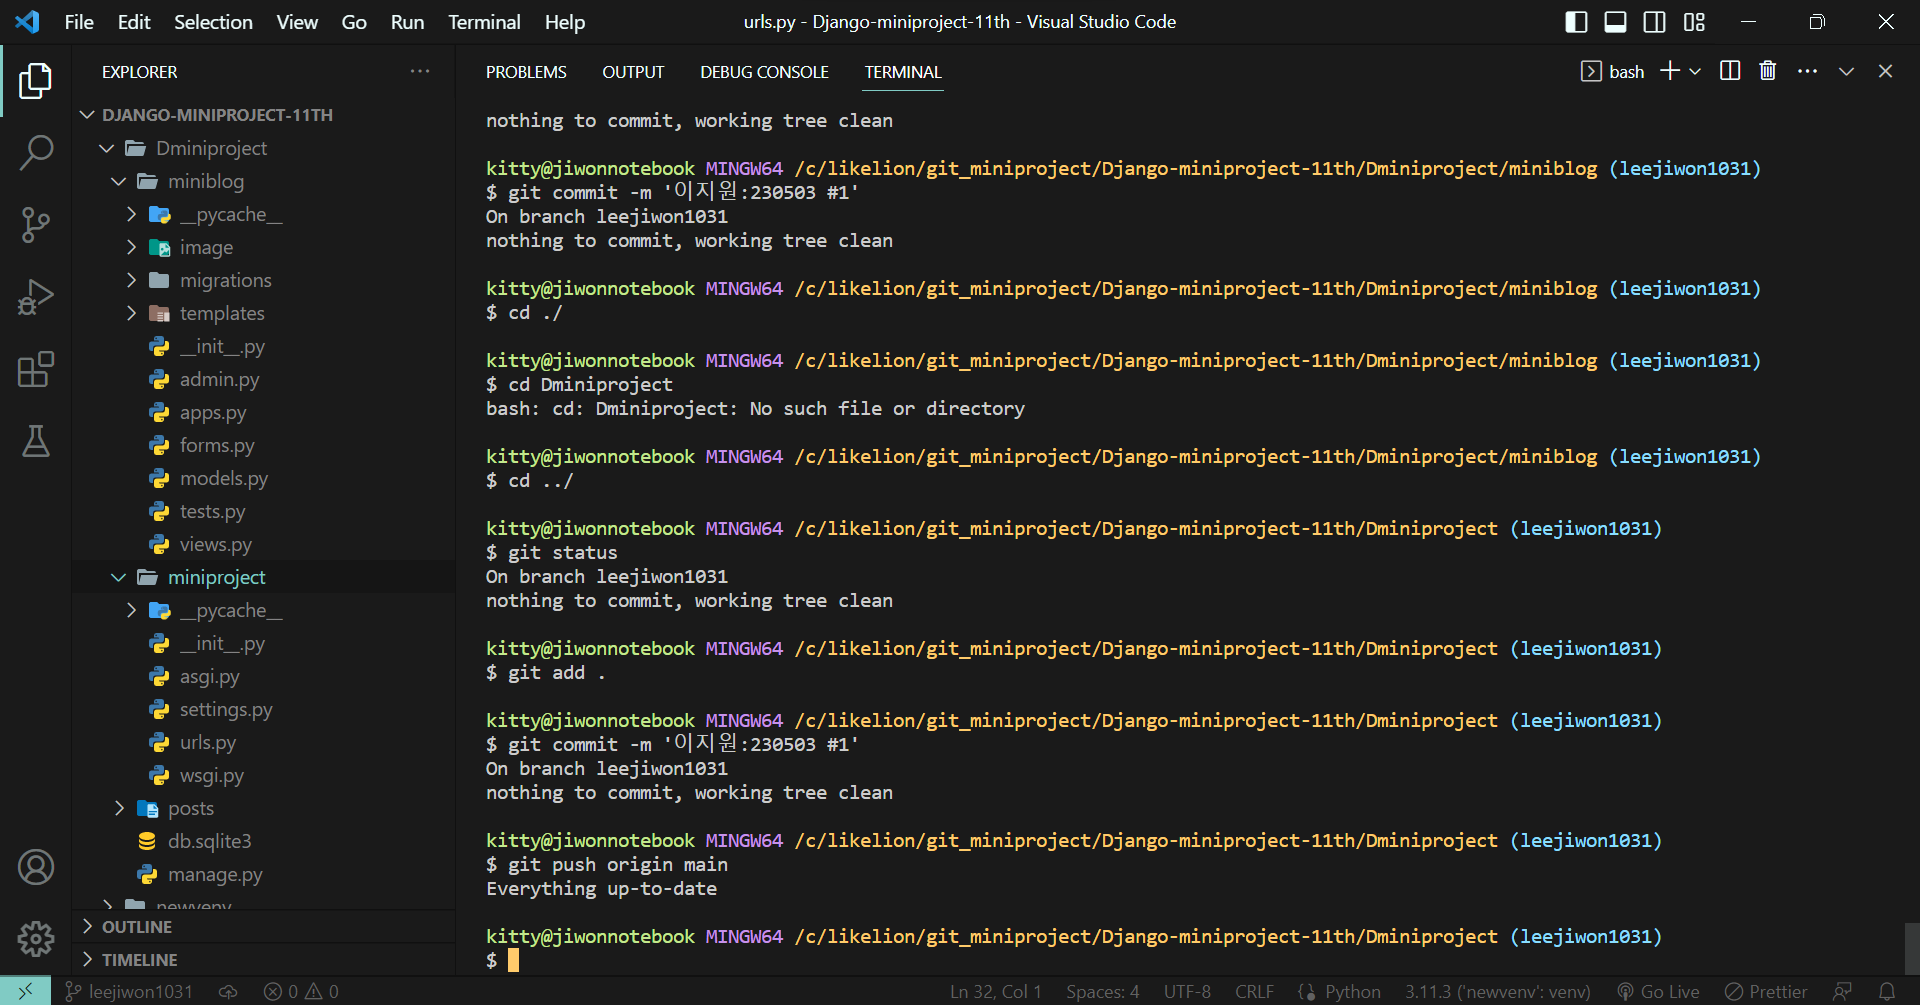 File Edit Selection View Go Run Terminal Help
urls.py - Django-miniproject-11th - Visual Studio Code
EXPLORER
DJANGO-MINIPROJECT-11TH
Dminiproject
miniblog
__pycache__
image
migrations
templates
__init__.py
admin.py
apps.py
forms.py
models.py
tests.py
views.py
miniproject
__pycache__
__init__.py
asgi.py
settings.py
urls.py
wsgi.py
posts
db.sqlite3
manage.py
newvenv
OUTLINE
TIMELINE
PROBLEMS OUTPUT DEBUG CONSOLE TERMINAL
bash
nothing to commit, working tree clean
kitty@jiwonnotebook MINGW64 /c/likelion/git_miniproject/Django-miniproject-11th/Dminiproject/miniblog (leejiwon1031)
$ git commit -m '이지원:230503 #1'
On branch leejiwon1031
nothing to commit, working tree clean
kitty@jiwonnotebook MINGW64 /c/likelion/git_miniproject/Django-miniproject-11th/Dminiproject/miniblog (leejiwon1031)
$ cd ./
kitty@jiwonnotebook MINGW64 /c/likelion/git_miniproject/Django-miniproject-11th/Dminiproject/miniblog (leejiwon1031)
$ cd Dminiproject
bash: cd: Dminiproject: No such file or directory
kitty@jiwonnotebook MINGW64 /c/likelion/git_miniproject/Django-miniproject-11th/Dminiproject/miniblog (leejiwon1031)
$ cd ../
kitty@jiwonnotebook MINGW64 /c/likelion/git_miniproject/Django-miniproject-11th/Dminiproject (leejiwon1031)
$ git status
On branch leejiwon1031
nothing to commit, working tree clean
kitty@jiwonnotebook MINGW64 /c/likelion/git_miniproject/Django-miniproject-11th/Dminiproject (leejiwon1031)
$ git add .
kitty@jiwonnotebook MINGW64 /c/likelion/git_miniproject/Django-miniproject-11th/Dminiproject (leejiwon1031)
$ git commit -m '이지원:230503 #1'
On branch leejiwon1031
nothing to commit, working tree clean
kitty@jiwonnotebook MINGW64 /c/likelion/git_miniproject/Django-miniproject-11th/Dminiproject (leejiwon1031)
$ git push origin main
Everything up-to-date
kitty@jiwonnotebook MINGW64 /c/likelion/git_miniproject/Django-miniproject-11th/Dminiproject (leejiwon1031)
$
leejiwon1031 0 0 Ln 32, Col 1 Spaces: 4 UTF-8 CRLF Python 3.11.3 ('newvenv': venv) Go Live Prettier